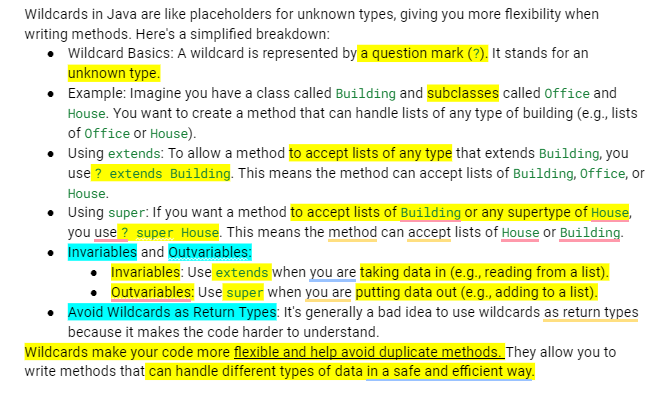 Wildcards in Java are like placeholders for unknown types, giving you more flexibility when
writing methods. Here's a simplified breakdown:
● Wildcard Basics: A wildcard is represented by a question mark (?). It stands for an
unknown type.
● Example: Imagine you have a class called Building and subclasses called Office and
House. You want to create a method that can handle lists of any type of building (e.g., lists
of Office or House).
● Using extends: To allow a method to accept lists of any type that extends Building, you
use ? extends Building. This means the method can accept lists of Building, Office, or
House.
● Using super: If you want a method to accept lists of Building or any supertype of House,
you use ? super House. This means the method can accept lists of House or Building.
● Invariables and Outvariables:
● Invariables: Use extends when you are taking data in (e.g., reading from a list).
● Outvariables: Use super when you are putting data out (e.g., adding to a list).
● Avoid Wildcards as Return Types: It's generally a bad idea to use wildcards as return types
because it makes the code harder to understand.
Wildcards make your code more flexible and help avoid duplicate methods. They allow you to
write methods that can handle different types of data in a safe and efficient way.